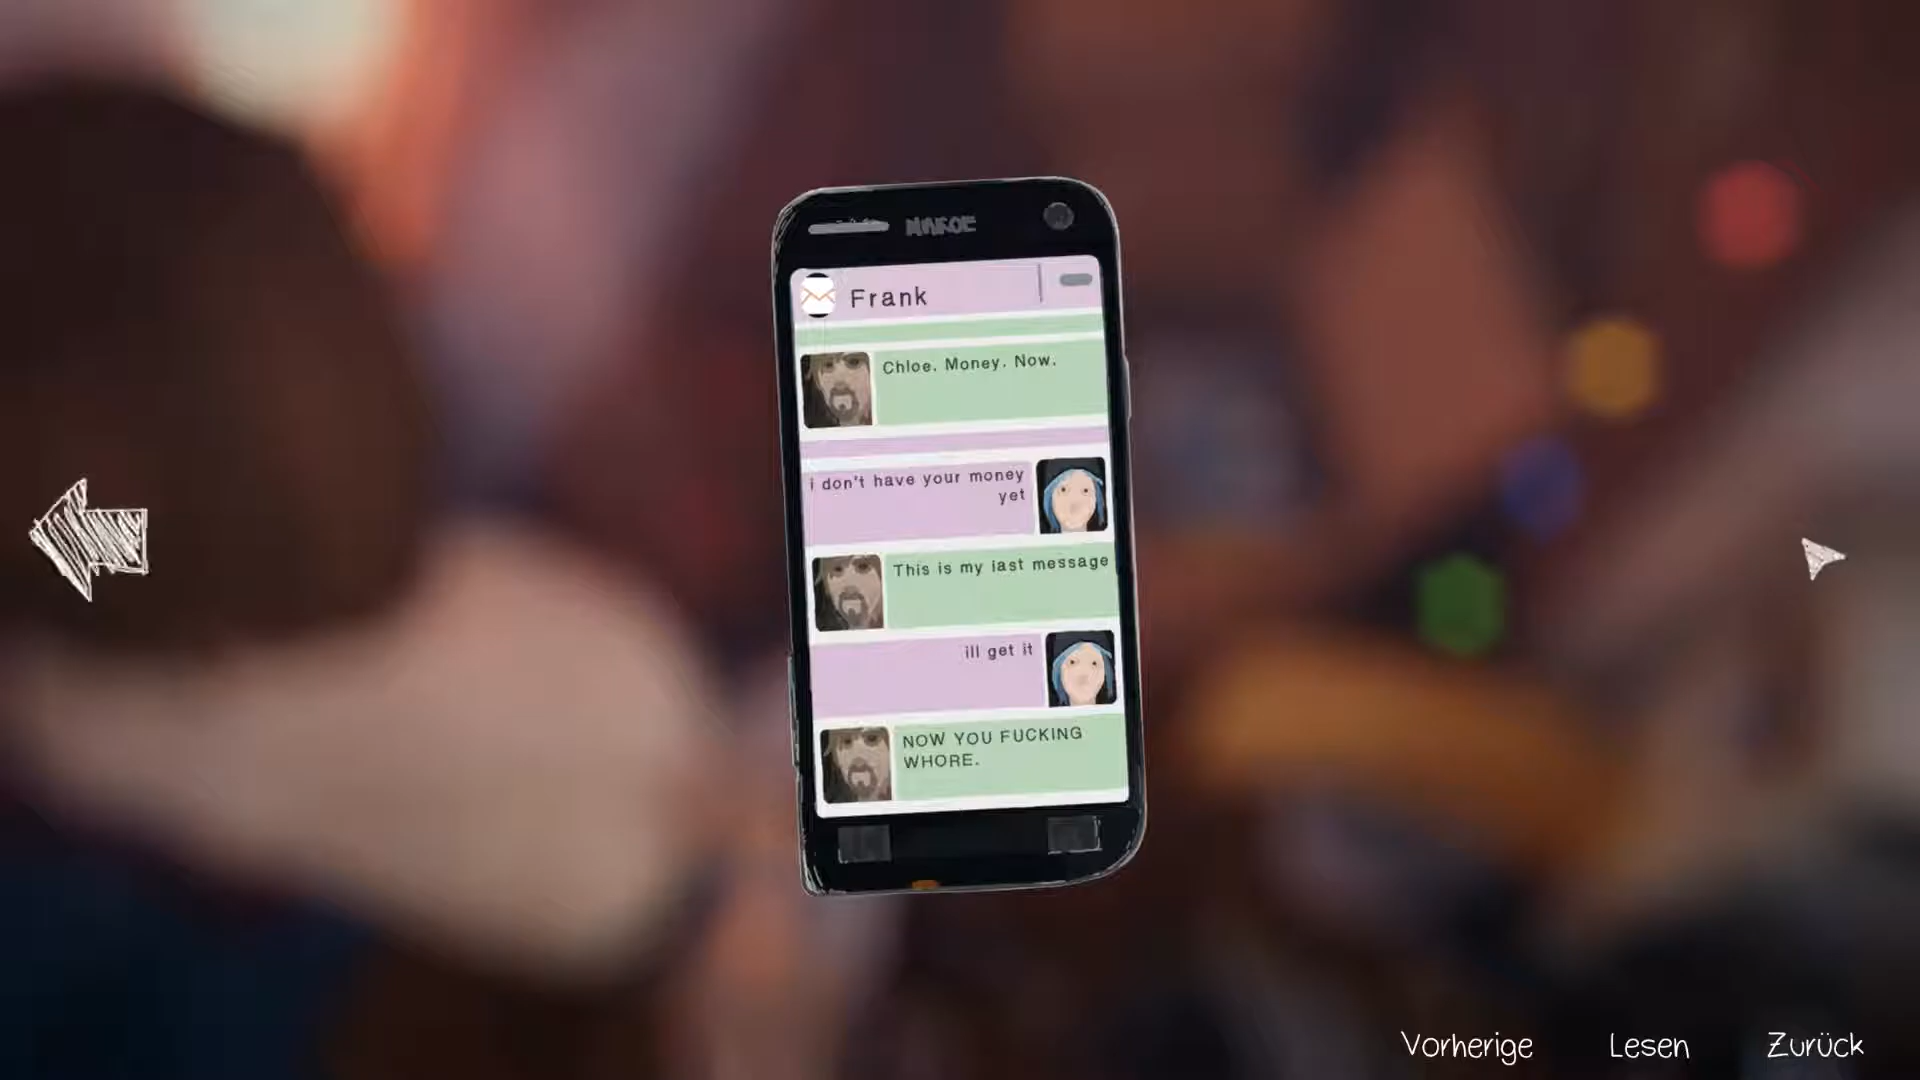 Frank
Chloe. Money. Now.
i don't have your money
yet
This is my last message
ill get it
NOW YOU FUCKING
WHORE.
Vorherige
Lesen
Zurück